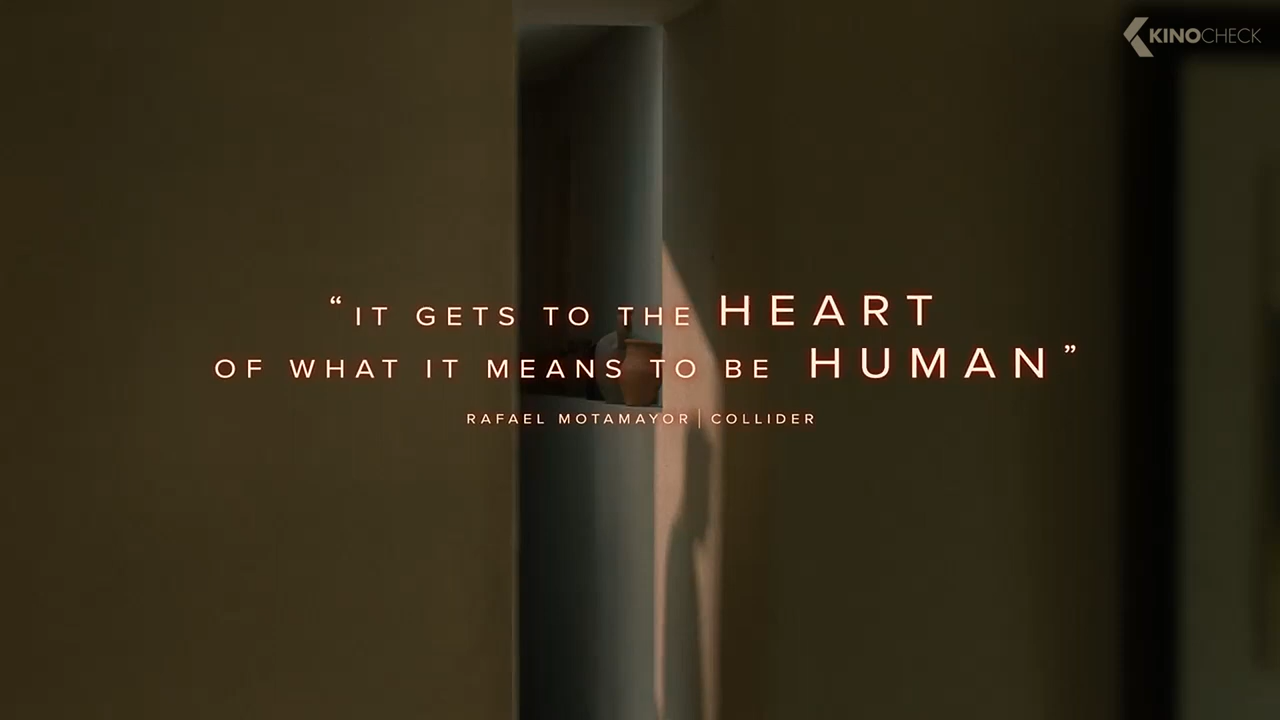 KINOCHECK
“IT GETS TO THE HEART
OF WHAT IT MEANS TO BE HUMAN”
RAFAEL MOTAMAYOR | COLLIDER